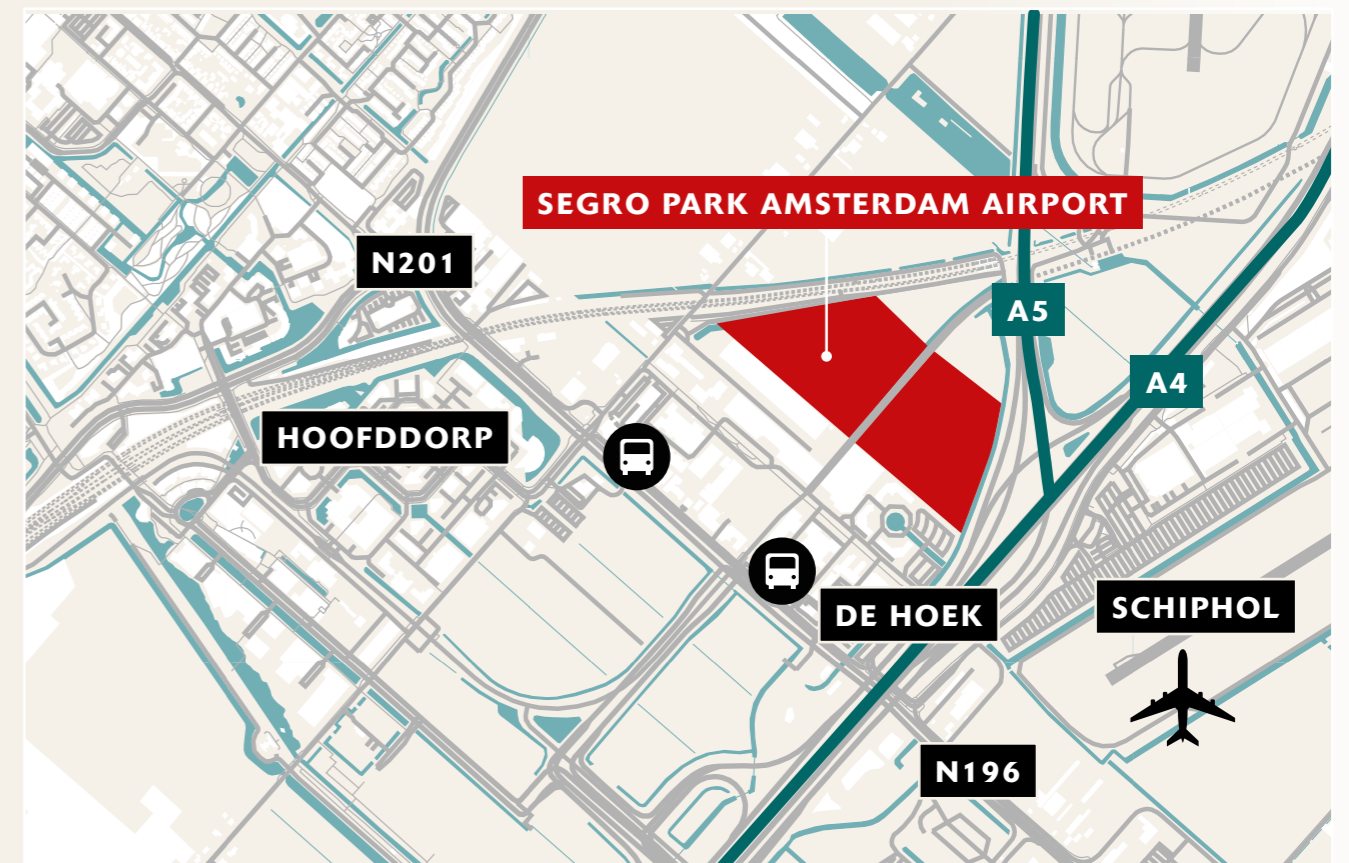 SEGRO PARK AMSTERDAM AIRPORT
N201
A5
A4
HOOFDDORP
DE HOEK
SCHIPHOL
N196